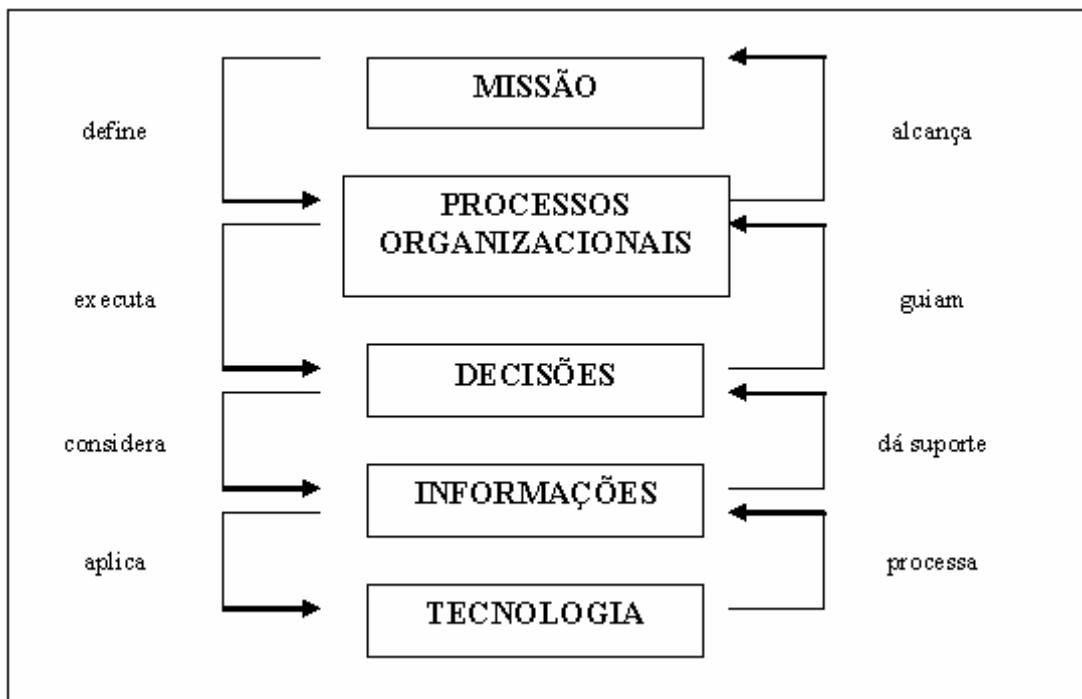 MISSÃO
define
alcança
PROCESSOS
ORGANIZACIONAIS
executa
guiam
DECISÕES
considera
dá suporte
INFORMAÇÕES
aplica
processa
TECNOLOGIA